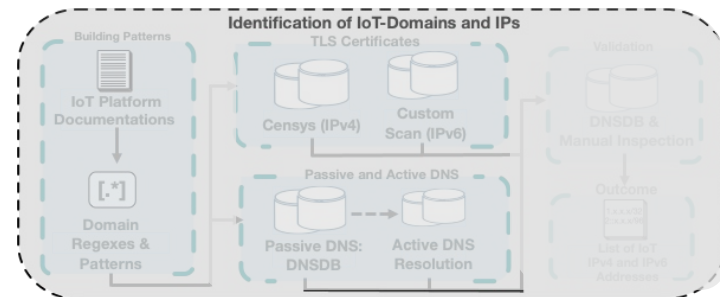 Identification of IoT-Domains and IPs
Building Patterns
IoT Platform
Documentations
[.*]
Domain
Regexes &
Patterns
TLS Certificates
Censys (IPv4)
Custom
Scan (IPv6)
Passive and Active DNS
Passive DNS:
DNSDB
Active DNS
Resolution
Validation
DNSDB &
Manual Inspection
Outcome
List of IoT
IPv4 and IPv6
Addresses